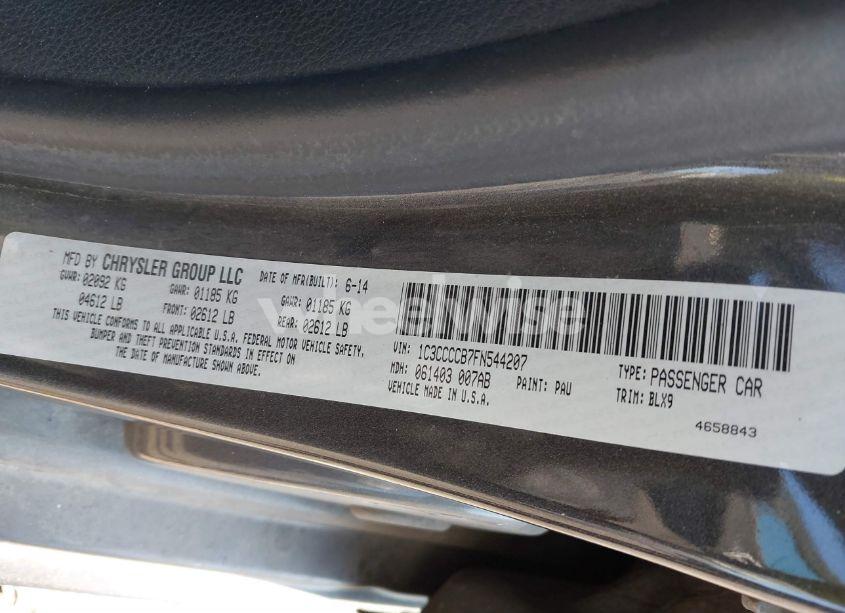 MFD BY CHRYSLER GROUP LLC DATE OF MFR(BUILT): 6-14
GVWR: 02092 KG GAWR: 01185 KG GAWR: 01185 KG
04612 LB FRONT: 02612 LB REAR: 02612 LB
THIS VEHICLE CONFORMS TO ALL APPLICABLE U.S.A. FEDERAL MOTOR VEHICLE SAFETY,
BUMPER AND THEFT PREVENTION STANDARDS IN EFFECT ON
THE DATE OF MANUFACTURE SHOWN ABOVE.
VIN: 1C3CCCCB7FN544207 TYPE: PASSENGER CAR
MDH: 061403 007AB PAINT: PAU TRIM: BLX9
VEHICLE MADE IN U.S.A.
4658843
wheelwise